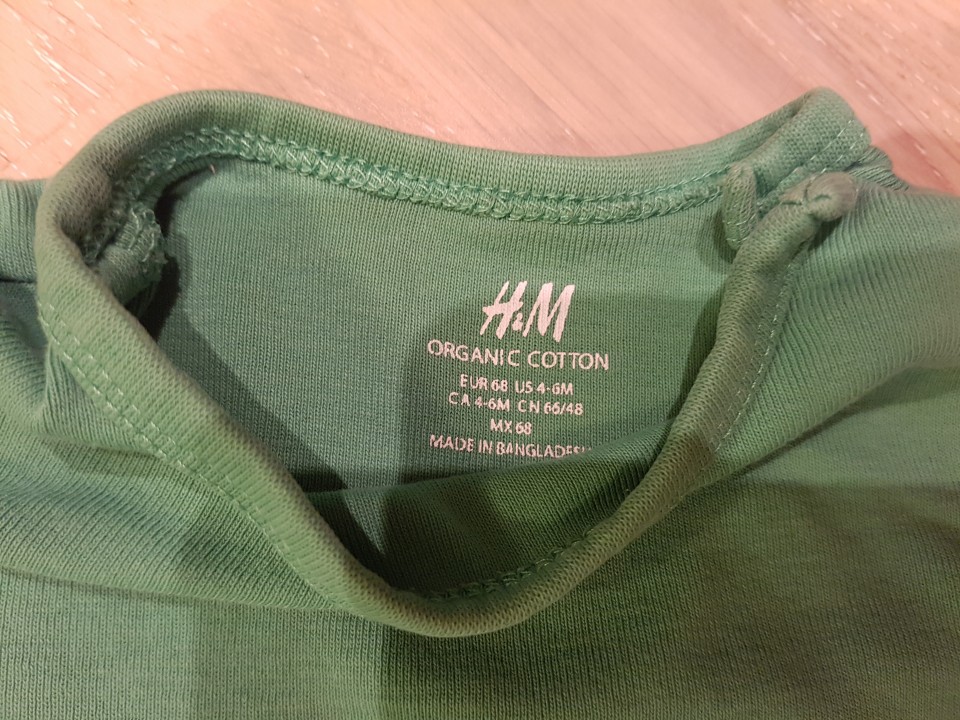 H&M
ORGANIC COTTON
EUR 68 US 4-6M
CA 4-6M CN 66/48
MX 68
MADE IN BANGLADESH